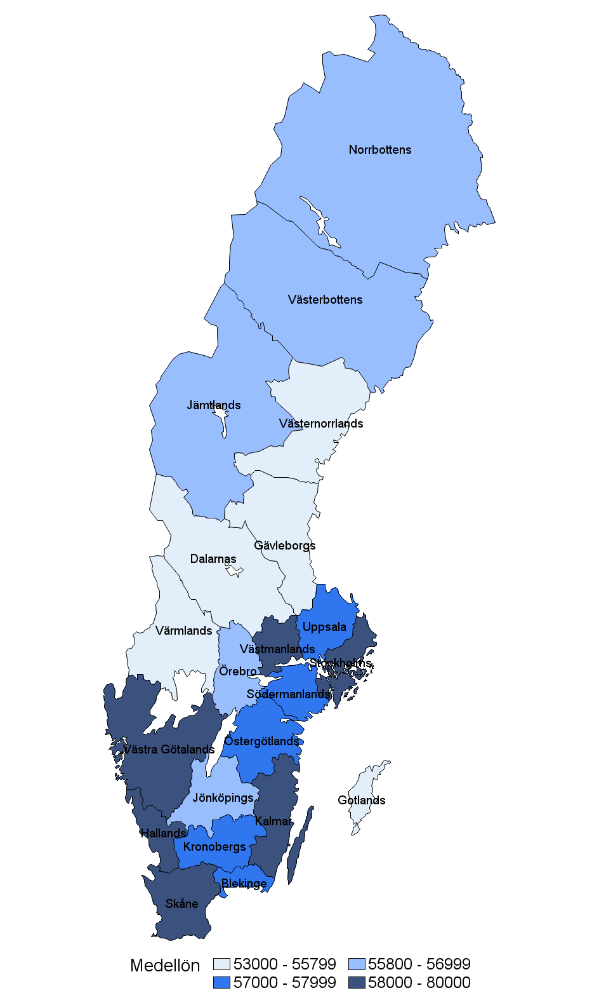 Norrbottens
Västerbottens
Jämtlands
Västernorrlands
Gävleborgs
Dalarnas
Uppsala
Värmlands
Västmanlands
Stockholms
Örebro
Södermanlands
Östergötlands
Västra Götalands
Jönköpings
Gotlands
Kalmar
Hallands
Kronobergs
Blekinge
Skåne
Medellön 53000 - 55799 55800 - 56999
57000 - 57999 58000 - 80000